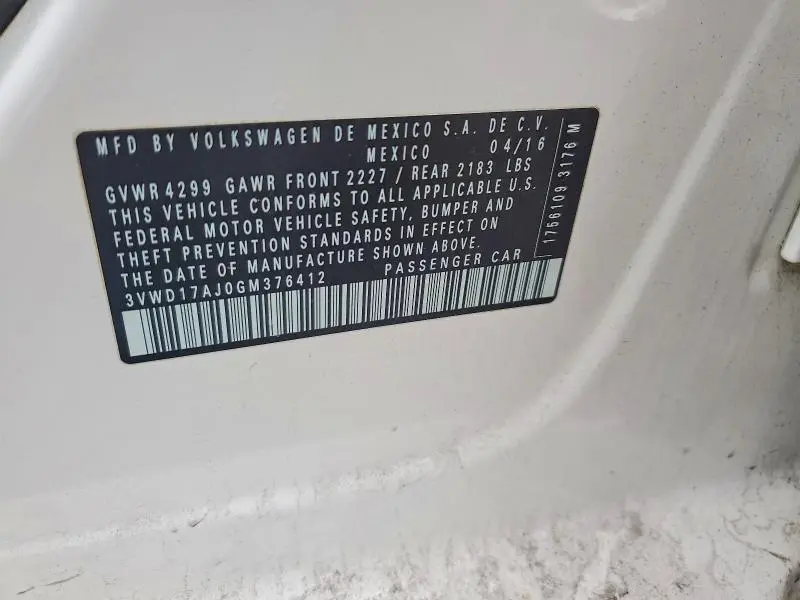 MFD BY VOLKSWAGEN DE MEXICO S.A. DE C.V.
MEXICO 04/16
GVWR 4299 GAWR FRONT 2227 / REAR 2183 LBS
THIS VEHICLE CONFORMS TO ALL APPLICABLE U.S.
FEDERAL MOTOR VEHICLE SAFETY, BUMPER AND
THEFT PREVENTION STANDARDS IN EFFECT ON
THE DATE OF MANUFACTURE SHOWN ABOVE.
3VWD17AJ0GM376412 PASSENGER CAR
1756109 3176 M